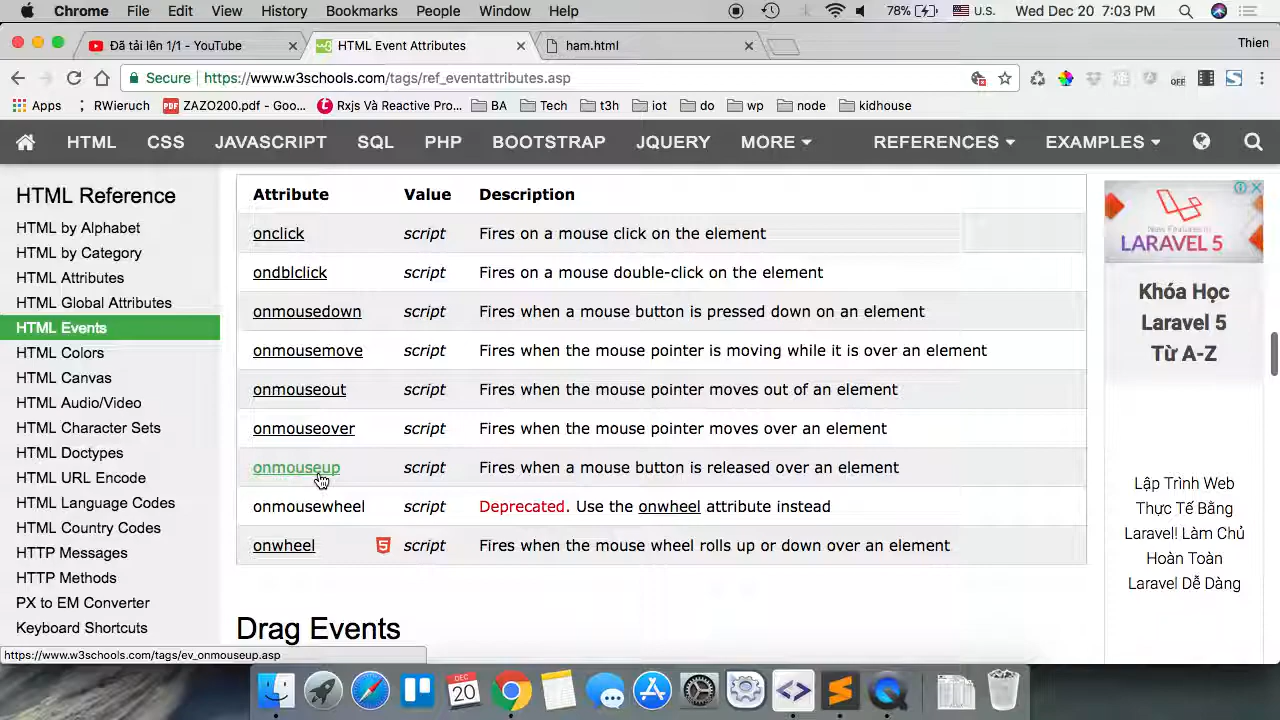 Chrome File Edit View History Bookmarks People Window Help 78% U.S. Wed Dec 20 7:03 PM
Đã tải lên 1/1 - YouTube HTML Event Attributes ham.html Thien
Secure https://www.w3schools.com/tags/ref_eventattributes.asp OFF
Apps RWieruch PDF ZAZO200.pdf - Goo... Rxjs Và Reactive Pro... BA Tech t3h iot do wp node kidhouse
HTML CSS JAVASCRIPT SQL PHP BOOTSTRAP JQUERY MORE REFERENCES EXAMPLES
HTML Reference
HTML by Alphabet
HTML by Category
HTML Attributes
HTML Global Attributes
HTML Events
HTML Colors
HTML Canvas
HTML Audio/Video
HTML Character Sets
HTML Doctypes
HTML URL Encode
HTML Language Codes
HTML Country Codes
HTTP Messages
HTTP Methods
PX to EM Converter
Keyboard Shortcuts
Attribute Value Description
onclick script Fires on a mouse click on the element
ondblclick script Fires on a mouse double-click on the element
onmousedown script Fires when a mouse button is pressed down on an element
onmousemove script Fires when the mouse pointer is moving while it is over an element
onmouseout script Fires when the mouse pointer moves out of an element
onmouseover script Fires when the mouse pointer moves over an element
onmouseup script Fires when a mouse button is released over an element
onmousewheel script Deprecated. Use the onwheel attribute instead
onwheel script Fires when the mouse wheel rolls up or down over an element
Drag Events
New Features in
LARAVEL 5
Khóa Học
Laravel 5
Từ A-Z
Lập Trình Web
Thực Tế Bằng
Laravel! Làm Chủ
Hoàn Toàn
Laravel Dễ Dàng
https://www.w3schools.com/tags/ev_onmouseup.asp
DEC
20